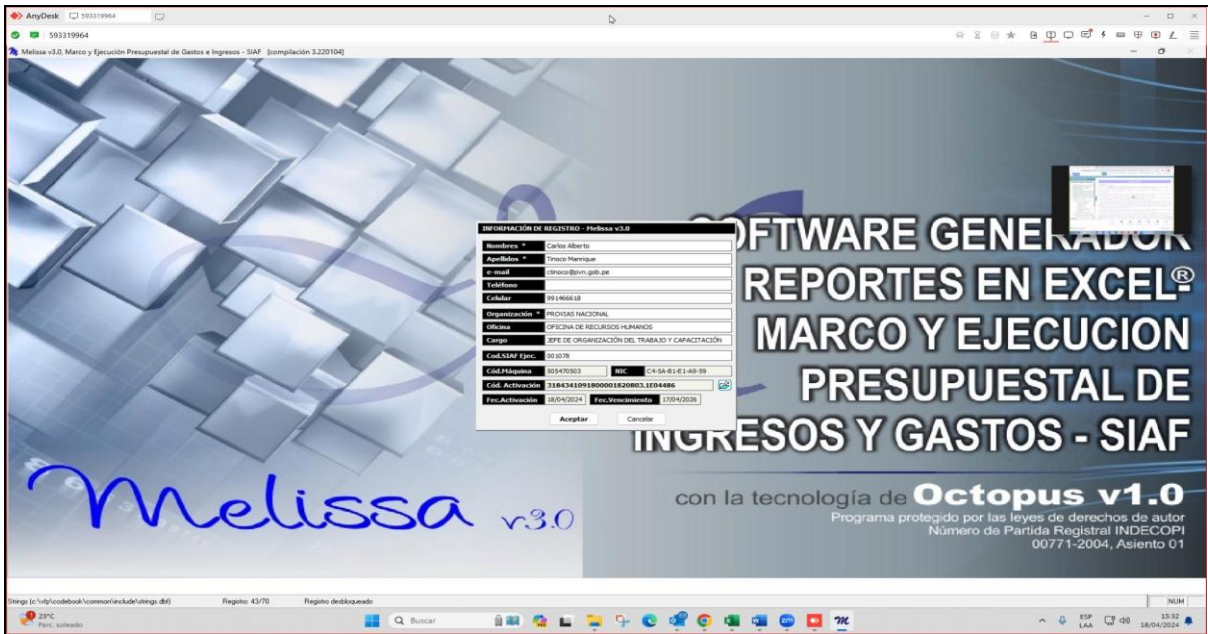 AnyDesk 593319964
593319964
Melissa v3.0, Marco y Ejecución Presupuestal de Gastos e Ingresos - SIAF [compilación 3.220104]
SOFTWARE GENERADOR
REPORTES EN EXCEL®
MARCO Y EJECUCION
PRESUPUESTAL DE
INGRESOS Y GASTOS - SIAF
INFORMACIÓN DE REGISTRO - Melissa v3.0
Nombres * Carlos Alberto
Apellidos * Tinoco Manrique
e-mail ctinoco@pvn.gob.pe
Teléfono
Celular 991466618
Organización * PROVIAS NACIONAL
Oficina OFICINA DE RECURSOS HUMANOS
Cargo JEFE DE ORGANIZACIÓN DEL TRABAJO Y CAPACITACIÓN
Cod.SIAF Ejec. 001078
Cód.Máquina 505470503 NIC C4-5A-B1-E1-A8-59
Cód. Activación 3184341091800001820803.1E04486
Fec.Activación 18/04/2024 Fec.Vencimiento 17/04/2026
Aceptar Cancelar
Melissa v3.0
con la tecnología de Octopus v1.0
Programa protegido por las leyes de derechos de autor
Número de Partida Registral INDECOPI
00771-2004, Asiento 01
Strings (c:\vfp\codebook\common\include\strings.dbf) Registro: 43/70 Registro desbloqueado NUM
23°C
Parc. soleado
Buscar
ESP
LAA
15:32
18/04/2024